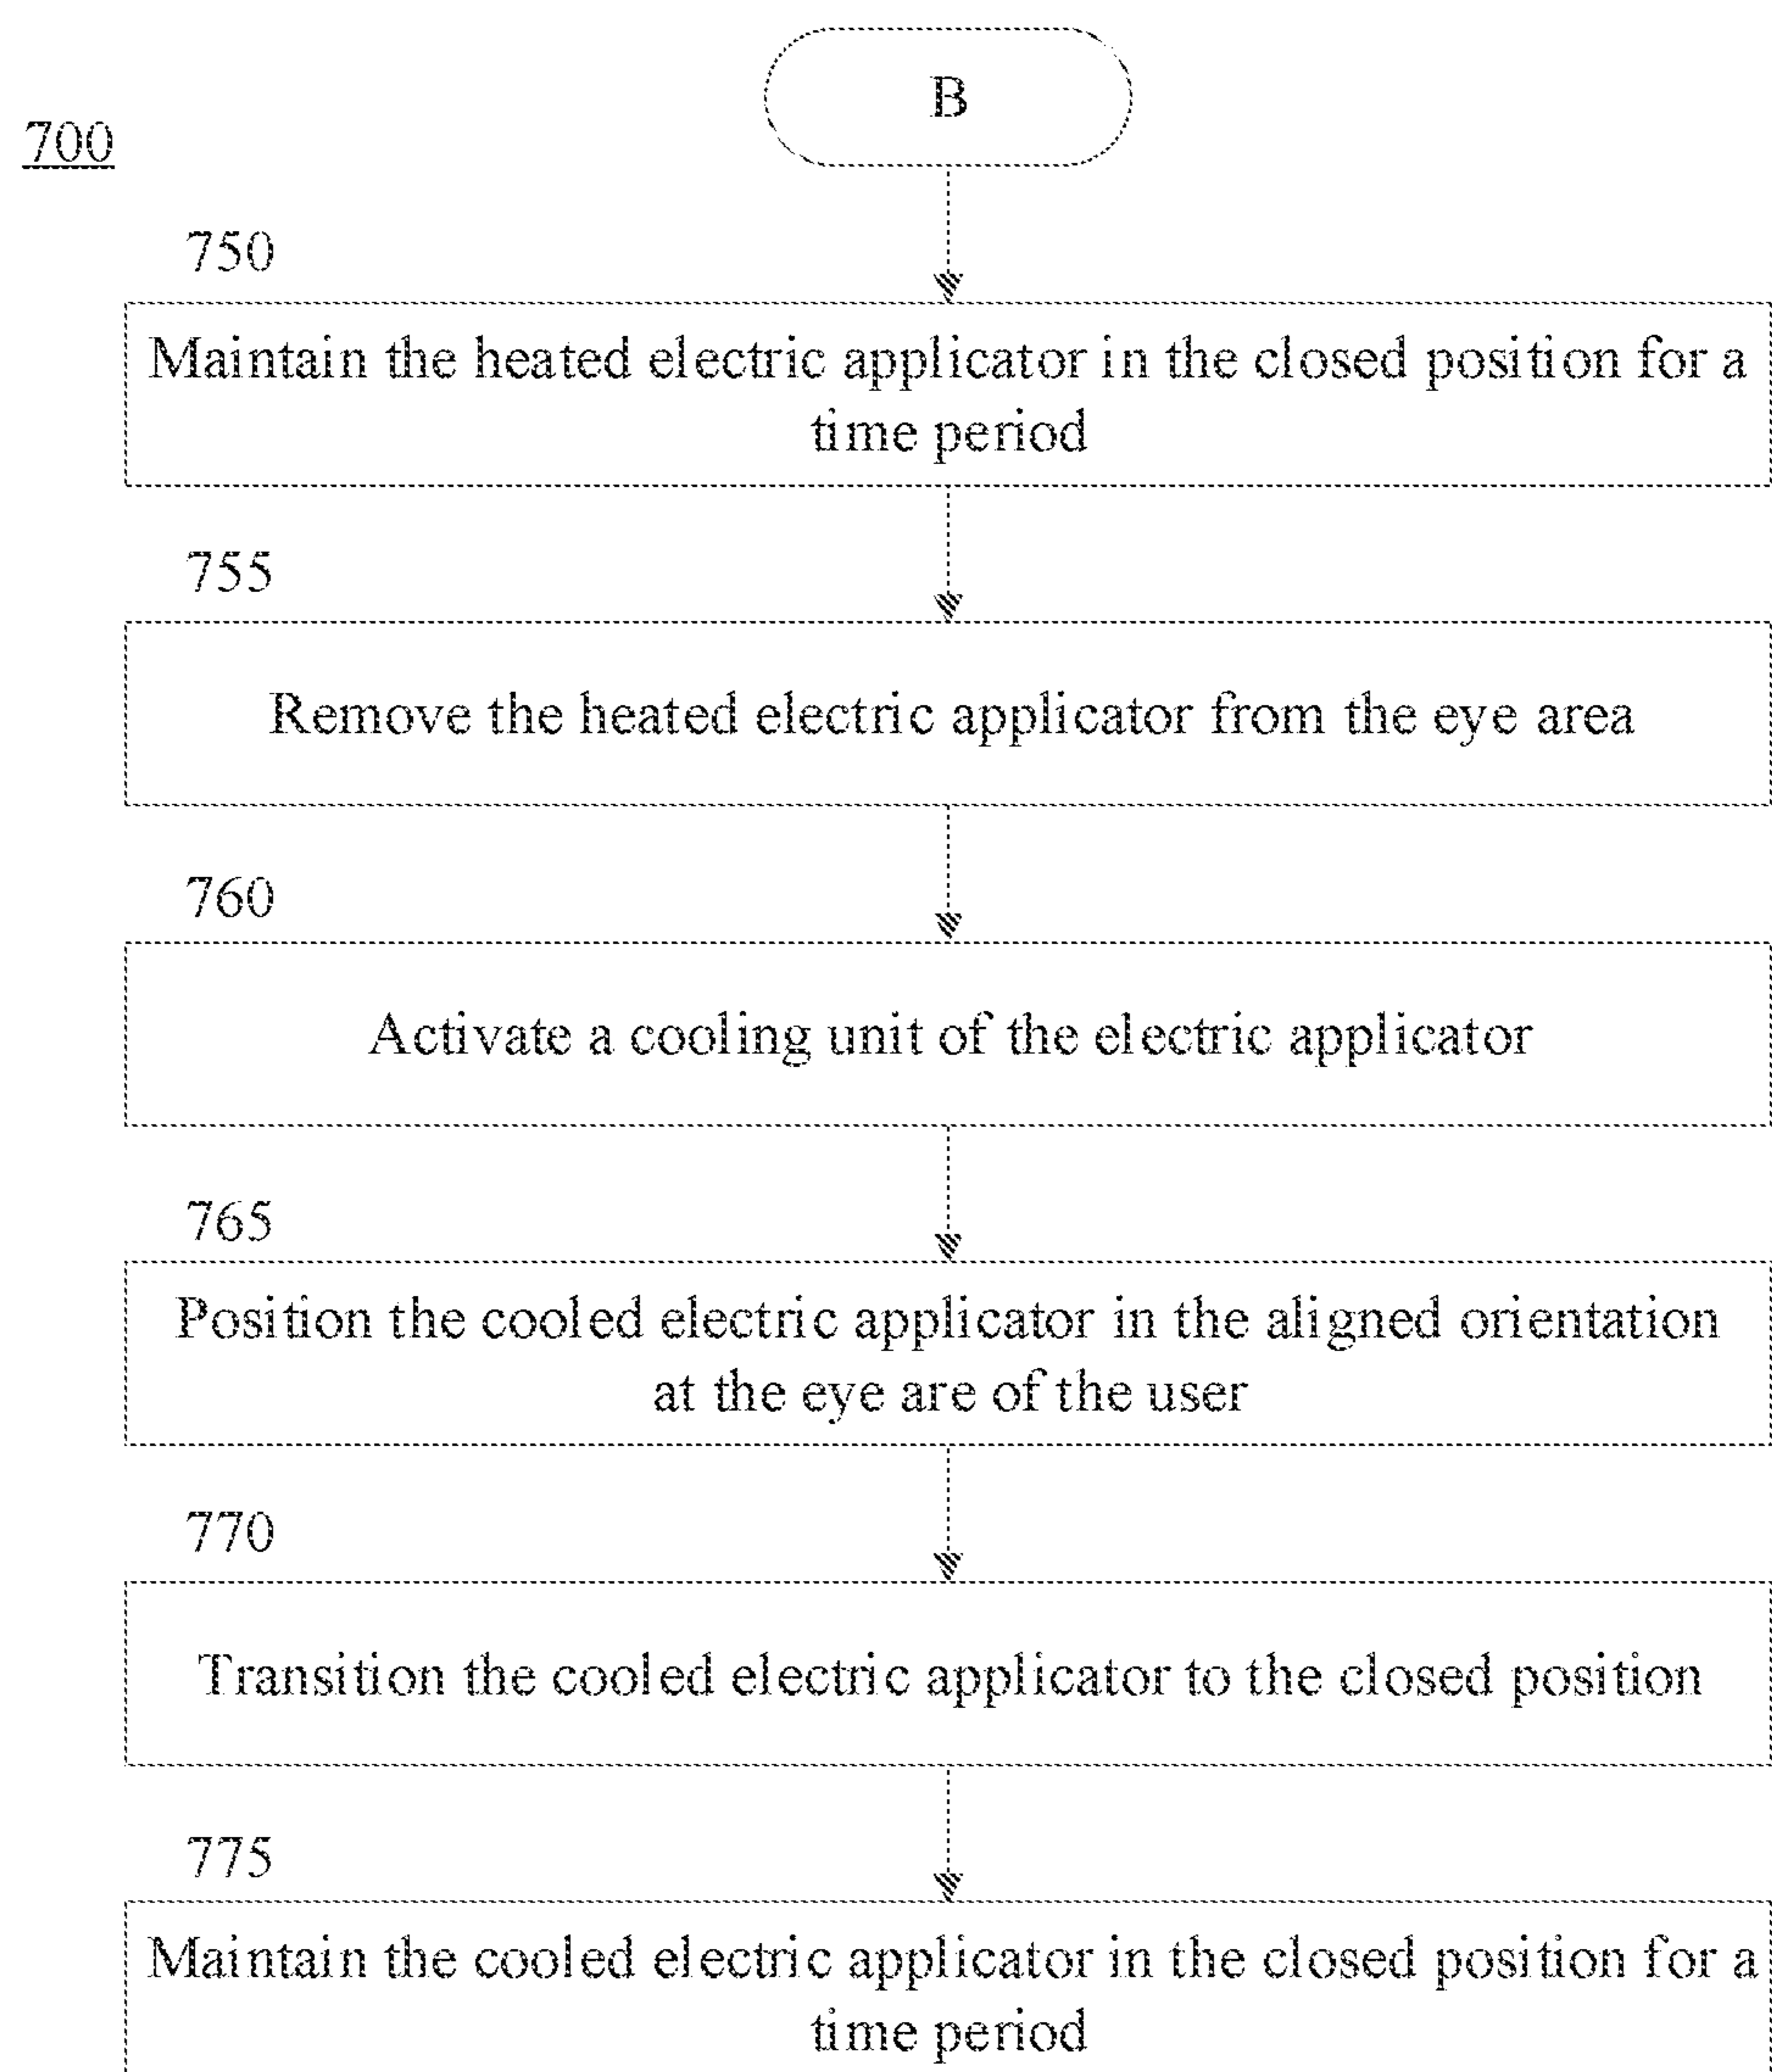 B
700
750
Maintain the heated electric applicator in the closed position for a
time period
755
Remove the heated electric applicator from the eye area
760
Activate a cooling unit of the electric applicator
765
Position the cooled electric applicator in the aligned orientation
at the eye are of the user
770
Transition the cooled electric applicator to the closed position
775
Maintain the cooled electric applicator in the closed position for a
time period